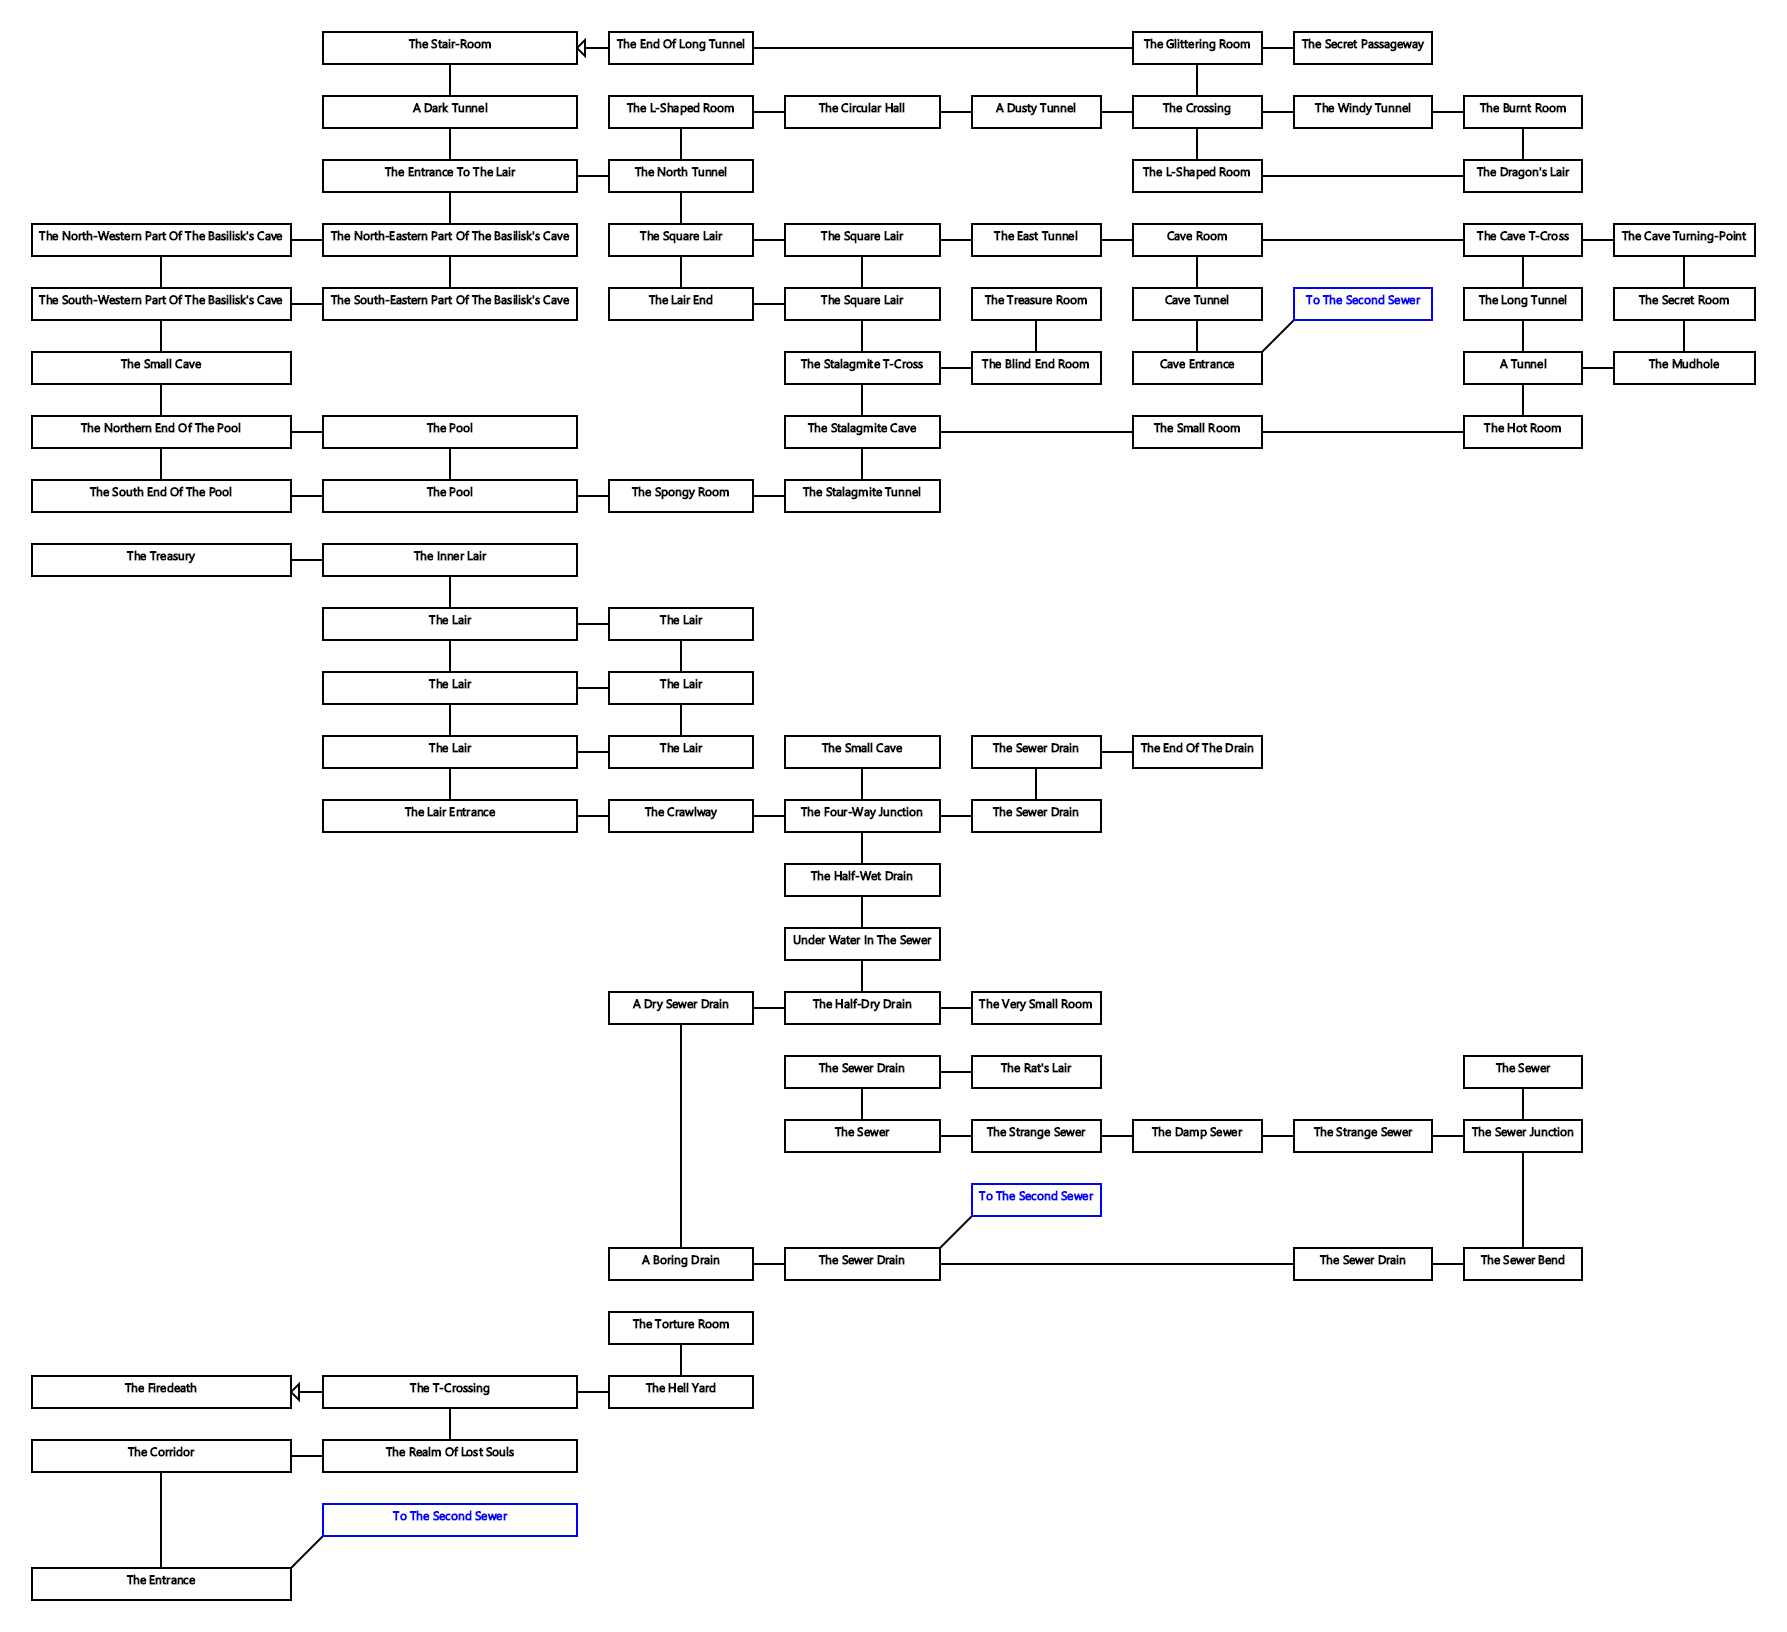 The Stair-Room
The End Of Long Tunnel
The Glittering Room
The Secret Passageway
A Dark Tunnel
The L-Shaped Room
The Circular Hall
A Dusty Tunnel
The Crossing
The Windy Tunnel
The Burnt Room
The Entrance To The Lair
The North Tunnel
The L-Shaped Room
The Dragon's Lair
The North-Western Part Of The Basilisk's Cave
The North-Eastern Part Of The Basilisk's Cave
The Square Lair
The Square Lair
The East Tunnel
Cave Room
The Cave T-Cross
The Cave Turning-Point
The South-Western Part Of The Basilisk's Cave
The South-Eastern Part Of The Basilisk's Cave
The Lair End
The Square Lair
The Treasure Room
Cave Tunnel
To The Second Sewer
The Long Tunnel
The Secret Room
The Small Cave
The Stalagmite T-Cross
The Blind End Room
Cave Entrance
A Tunnel
The Mudhole
The Northern End Of The Pool
The Pool
The Stalagmite Cave
The Small Room
The Hot Room
The South End Of The Pool
The Pool
The Spongy Room
The Stalagmite Tunnel
The Treasury
The Inner Lair
The Lair
The Lair
The Lair
The Lair
The Lair
The Lair
The Small Cave
The Sewer Drain
The End Of The Drain
The Lair Entrance
The Crawlway
The Four-Way Junction
The Sewer Drain
The Half-Wet Drain
Under Water In The Sewer
A Dry Sewer Drain
The Half-Dry Drain
The Very Small Room
The Sewer Drain
The Rat's Lair
The Sewer
The Sewer
The Strange Sewer
The Damp Sewer
The Strange Sewer
The Sewer Junction
To The Second Sewer
A Boring Drain
The Sewer Drain
The Sewer Drain
The Sewer Bend
The Torture Room
The Firedeath
The T-Crossing
The Hell Yard
The Corridor
The Realm Of Lost Souls
To The Second Sewer
The Entrance